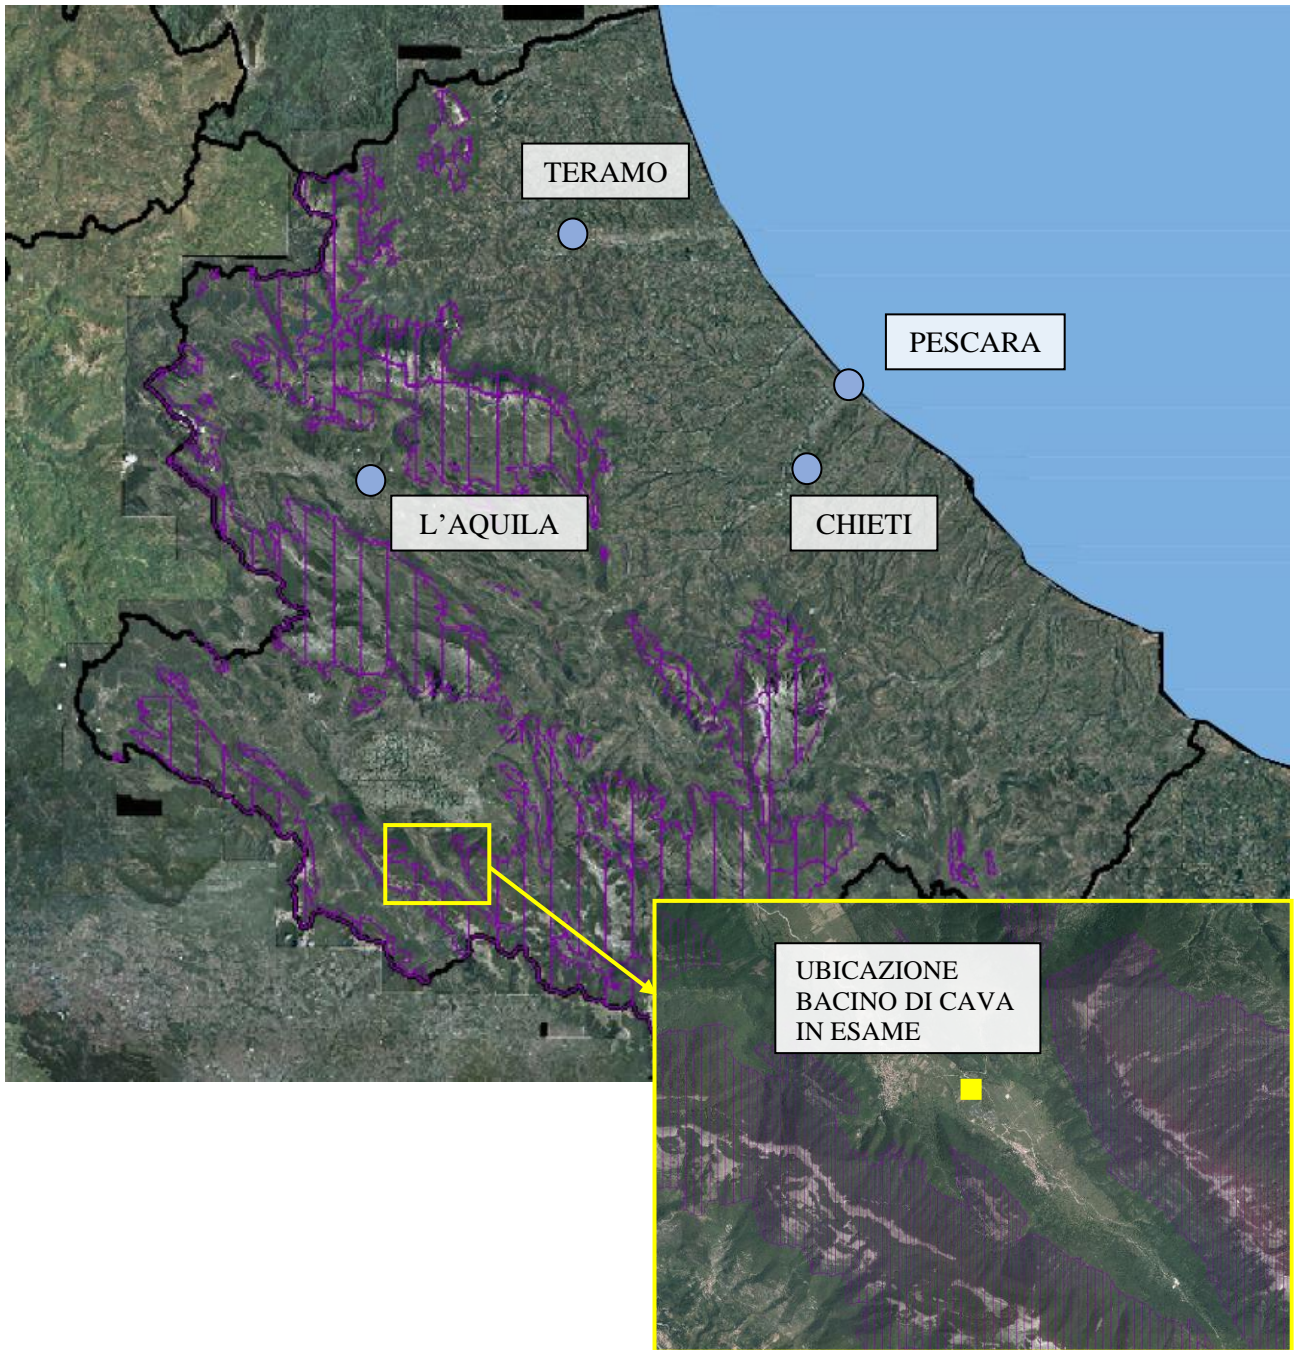 TERAMO
PESCARA
L'AQUILA
CHIETI
UBICAZIONE
BACINO DI CAVA
IN ESAME